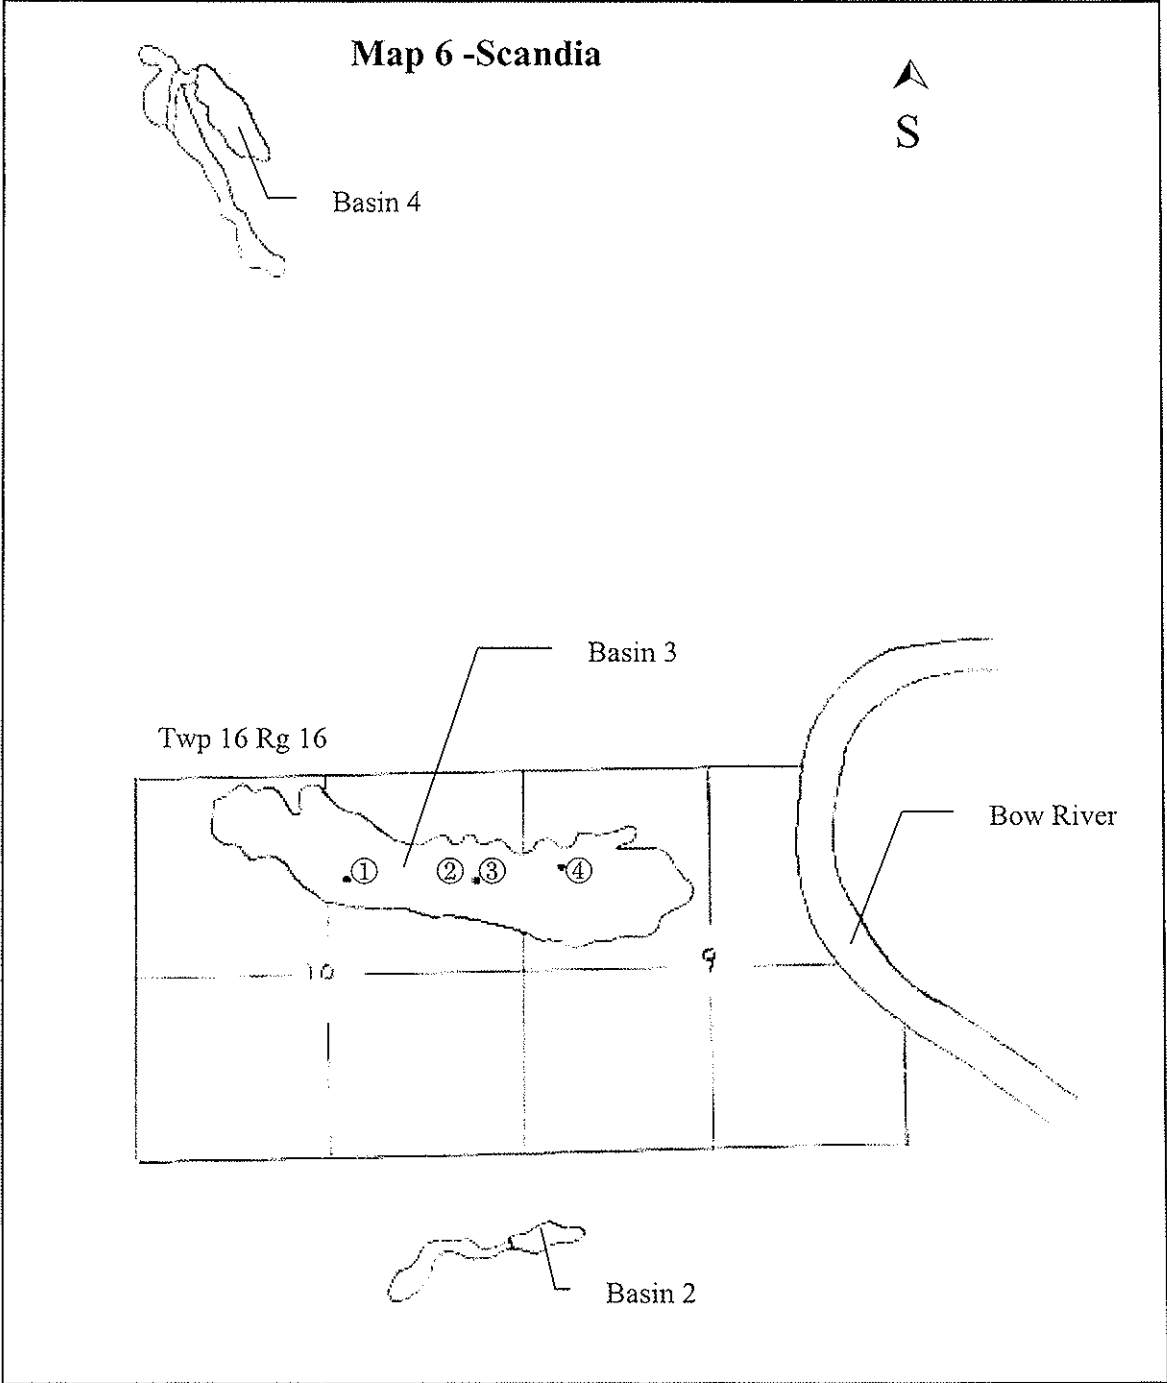 Map 6 -Scandia
S
Basin 4
Basin 3
Twp 16 Rg 16
Bow River
① ② ③ ④
10
9
Basin 2